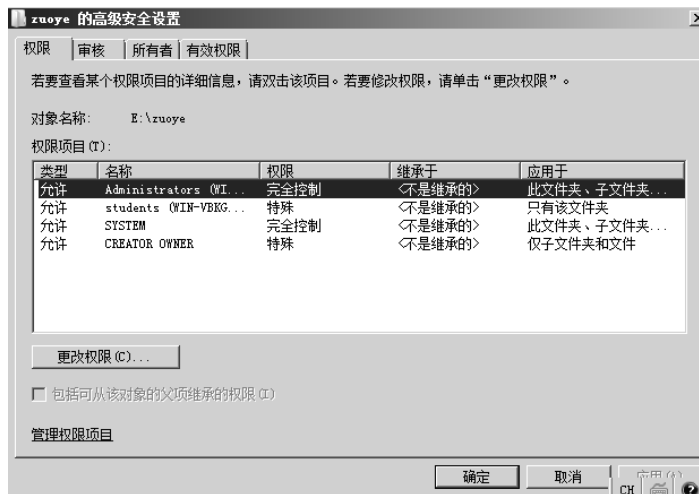 zuoye 的高级安全设置
权限 审核 所有者 有效权限
若要查看某个权限项目的详细信息，请双击该项目。若要修改权限，请单击“更改权限”。
对象名称: E:\zuoye
权限项目(T):
类型 名称 权限 继承于 应用于
允许 Administrators (WI... 完全控制 <不是继承的> 此文件夹、子文件夹...
允许 students (WIN-VBKG... 特殊 <不是继承的> 只有该文件夹
允许 SYSTEM 完全控制 <不是继承的> 此文件夹、子文件夹...
允许 CREATOR OWNER 特殊 <不是继承的> 仅子文件夹和文件
更改权限(C)...
包括可从该对象的父项继承的权限(I)
管理权限项目
确定 取消 应用(A)
CH